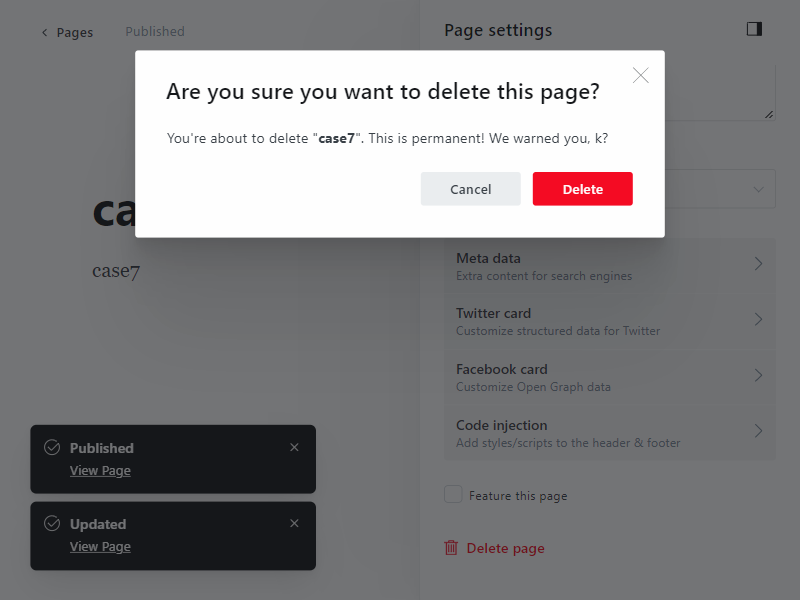 Pages
Published
Page settings
Are you sure you want to delete this page?
You're about to delete "case7". This is permanent! We warned you, k?
Cancel
Delete
ca
case7
Meta data
Extra content for search engines
Twitter card
Customize structured data for Twitter
Facebook card
Customize Open Graph data
Code injection
Add styles/scripts to the header & footer
Feature this page
Delete page
Published
View Page
Updated
View Page